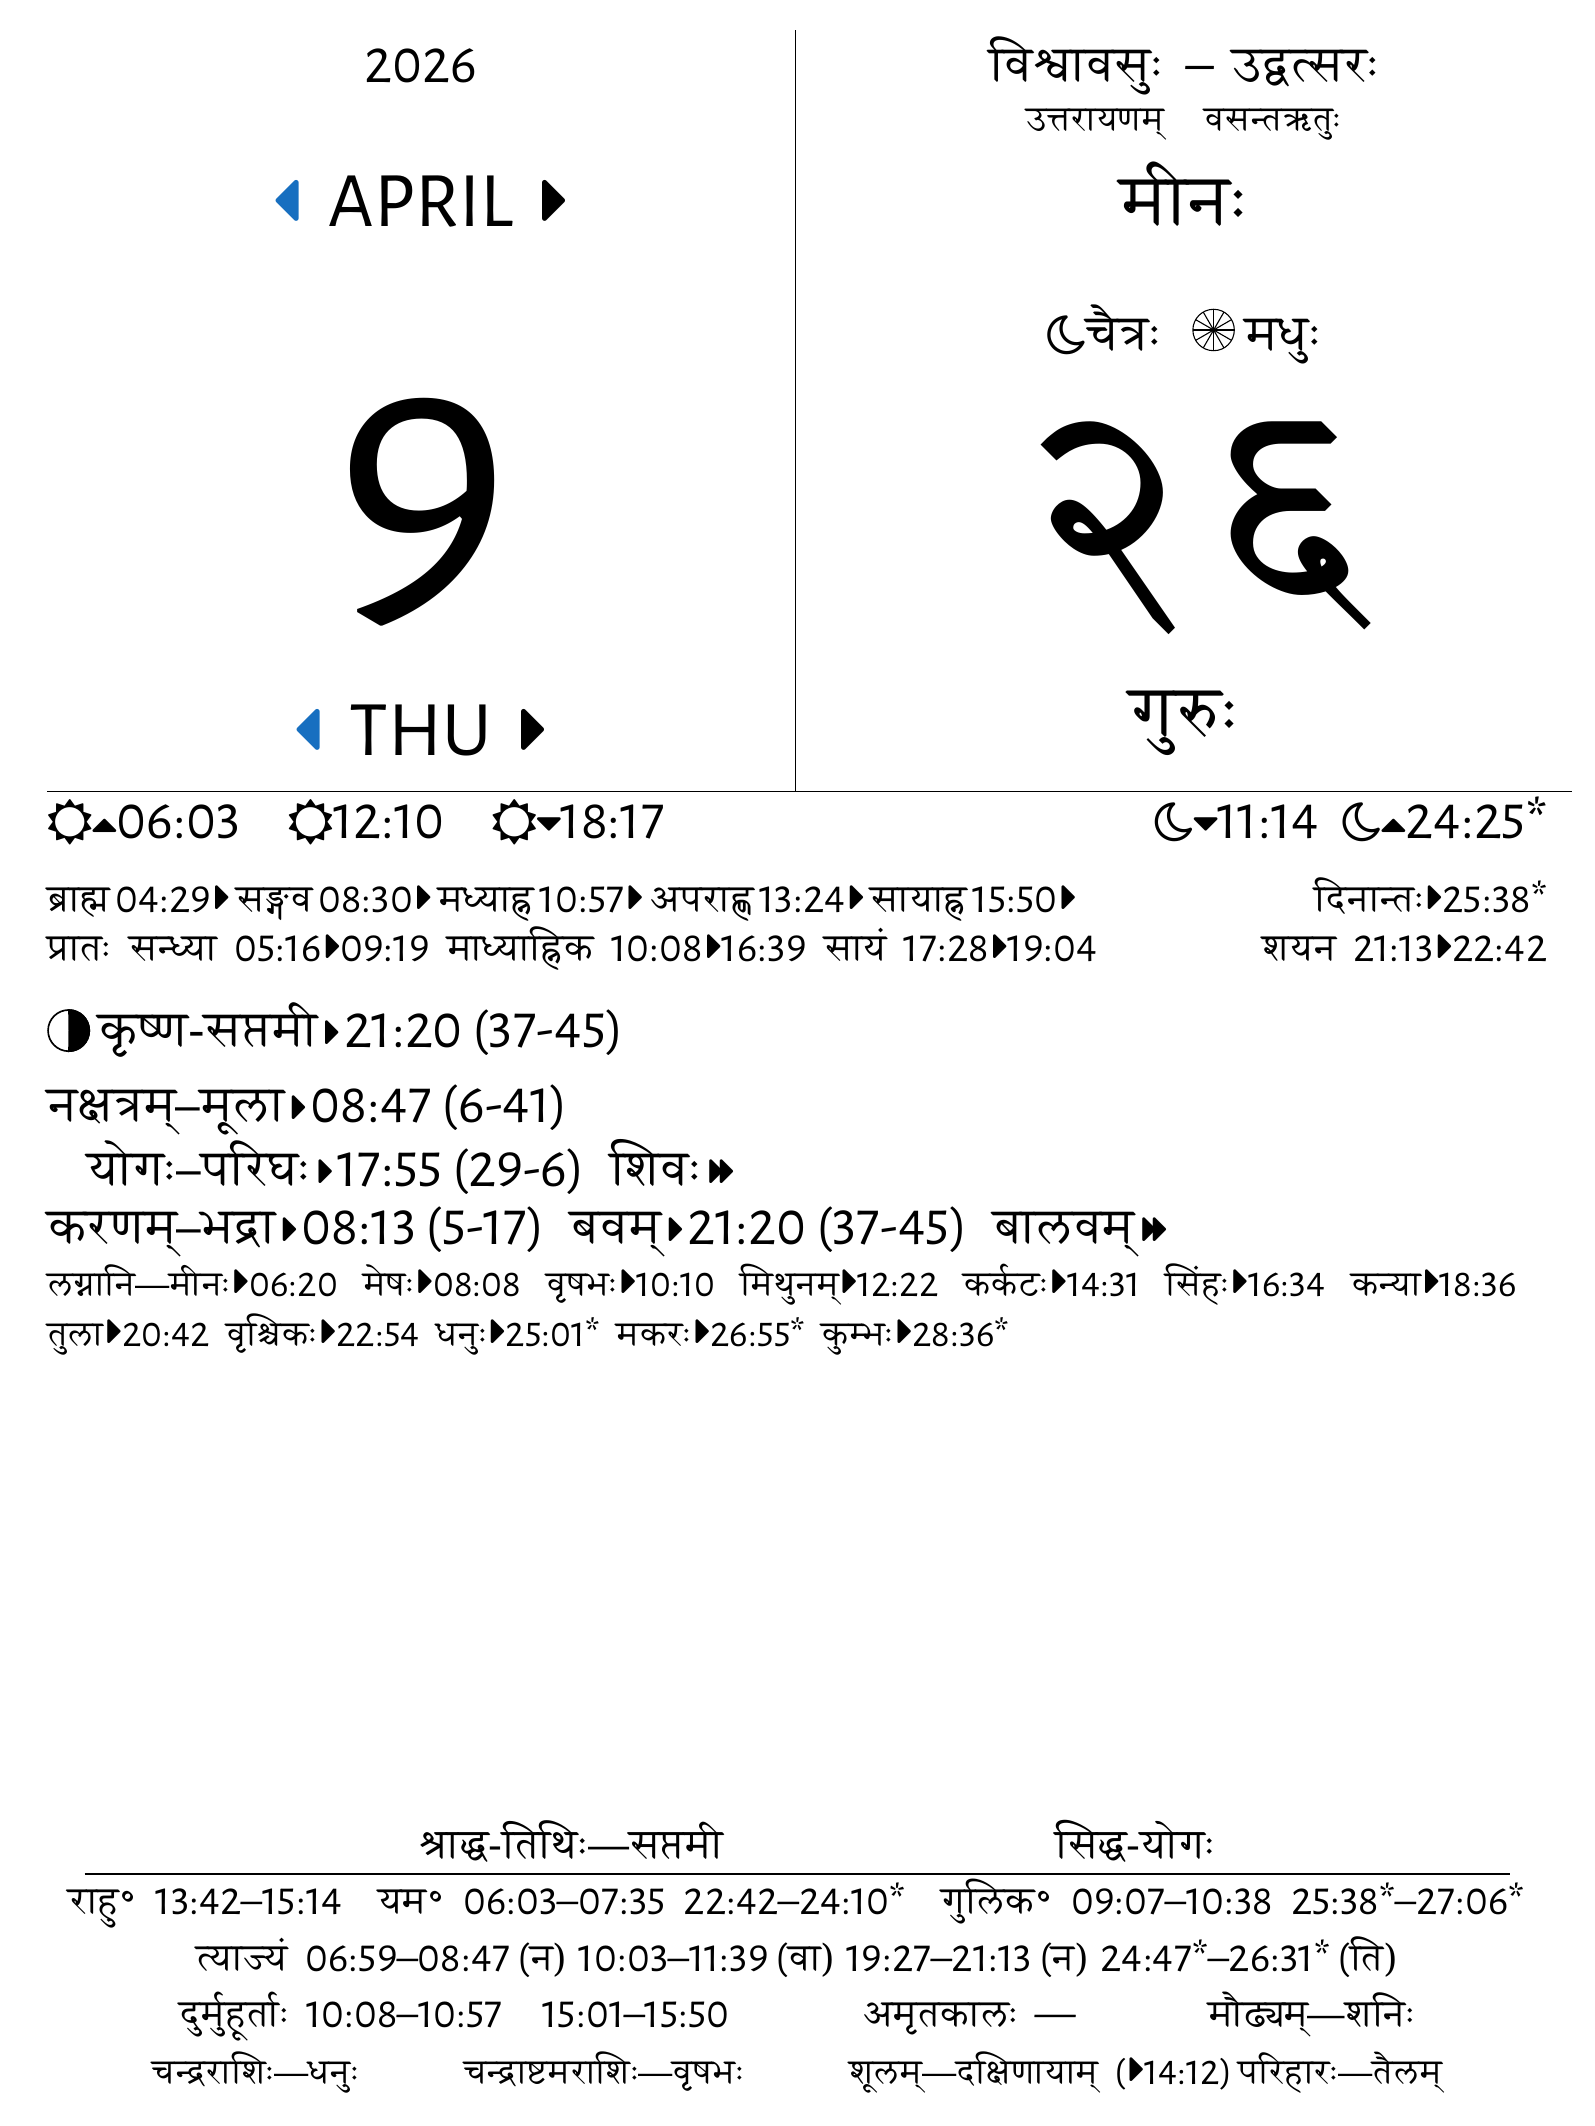 2026
APRIL
9
THU
विश्वावसुः – उद्वत्सरः
उत्तरायणम् वसन्तऋतुः
मीनः
चैत्रः मधुः
२६
गुरुः
06:03 12:10 18:17 11:14 24:25*
ब्राह्म 04:29 सङ्गव 08:30 मध्याह्न 10:57 अपराह्ण 13:24 सायाह्न 15:50 दिनान्तः 25:38*
प्रातः सन्ध्या 05:16 09:19 माध्याह्निक 10:08 16:39 सायं 17:28 19:04 शयन 21:13 22:42
कृष्ण-सप्तमी 21:20 (37-45)
नक्षत्रम्–मूला 08:47 (6-41)
योगः–परिघः 17:55 (29-6) शिवः
करणम्–भद्रा 08:13 (5-17) बवम् 21:20 (37-45) बालवम्
लग्नानि—मीनः 06:20 मेषः 08:08 वृषभः 10:10 मिथुनम् 12:22 कर्कटः 14:31 सिंहः 16:34 कन्या 18:36
तुला 20:42 वृश्चिकः 22:54 धनुः 25:01* मकरः 26:55* कुम्भः 28:36*
श्राद्ध-तिथिः—सप्तमी सिद्ध-योगः
राहु॰ 13:42–15:14 यम॰ 06:03–07:35 22:42–24:10* गुलिक॰ 09:07–10:38 25:38*–27:06*
त्याज्यं 06:59–08:47 (न) 10:03–11:39 (वा) 19:27–21:13 (न) 24:47*–26:31* (ति)
दुर्मुहूर्ताः 10:08–10:57 15:01–15:50 अमृतकालः — मौढ्यम्—शनिः
चन्द्रराशिः—धनुः चन्द्राष्टमराशिः—वृषभः शूलम्—दक्षिणायाम् (14:12) परिहारः—तैलम्